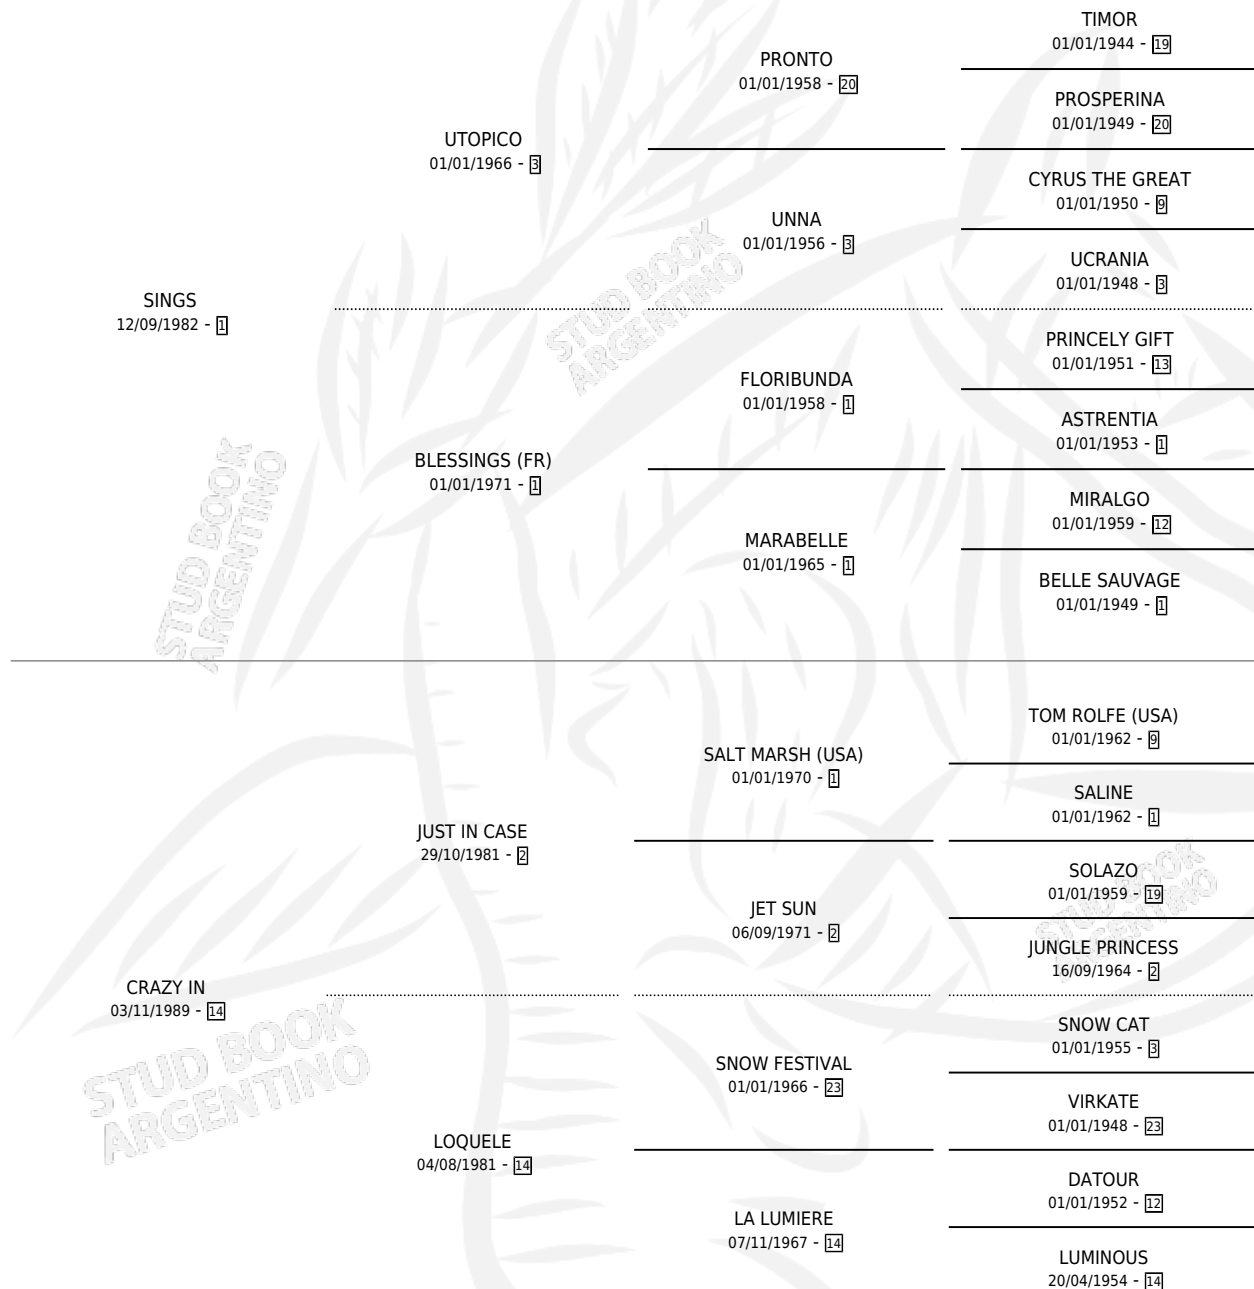 TIMOR
01/01/1944 - 19
PRONTO
01/01/1958 - 20
PROSPERINA
01/01/1949 - 20
UTOPICO
01/01/1966 - 3
CYRUS THE GREAT
01/01/1950 - 9
UNNA
01/01/1956 - 3
UCRANIA
01/01/1948 - 3
SINGS
12/09/1982 - 1
PRINCELY GIFT
01/01/1951 - 13
FLORIBUNDA
01/01/1958 - 1
ASTRENTIA
01/01/1953 - 1
BLESSINGS (FR)
01/01/1971 - 1
MIRALGO
01/01/1959 - 12
MARABELLE
01/01/1965 - 1
BELLE SAUVAGE
01/01/1949 - 1
STUD BOOK
ARGENTINO
STUD BOOK
ARGENTINO
TOM ROLFE (USA)
01/01/1962 - 9
SALT MARSH (USA)
01/01/1970 - 1
SALINE
01/01/1962 - 1
JUST IN CASE
29/10/1981 - 2
SOLAZO
01/01/1959 - 19
JET SUN
06/09/1971 - 2
JUNGLE PRINCESS
16/09/1964 - 2
CRAZY IN
03/11/1989 - 14
SNOW CAT
01/01/1955 - 3
SNOW FESTIVAL
01/01/1966 - 23
VIRKATE
01/01/1948 - 23
LOQUELE
04/08/1981 - 14
DATOUR
01/01/1952 - 12
LA LUMIERE
07/11/1967 - 14
LUMINOUS
20/04/1954 - 14
STUD BOOK
ARGENTINO
STUD BOOK
ARGENTINO